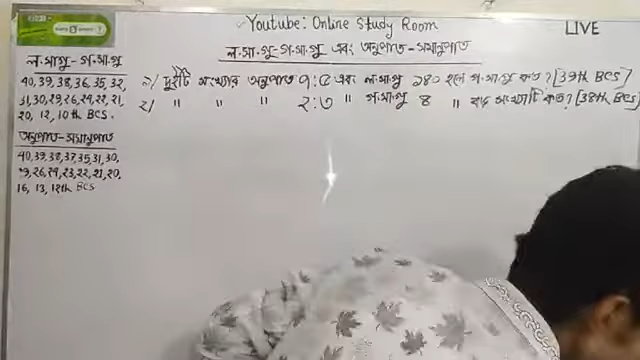 Youtube: Online Study Room
LIVE
ল.সা.গু-গ.সা.গু এবং অনুপাত-সমানুপাত
ল.সা.গু - গ.সা.গু
40,39,38,36,35,32,
31,30,29,26,24,22,21,
20, 12, 10th BCS.
অনুপাত-সমানুপাত
40,39,38,37,35,31,30,
29,26,24,23,22,21,20,
16, 13, 12th BCS
১/ দুইটি সংখ্যার অনুপাত ৭:৫ এবং ল.সা.গু ১৪০ হলে গ.সা.গু কত? [39th BCS]
২/ " " " ২:৩ " গ.সা.গু ৪ " বড় সংখ্যাটি কত? [38th BCS]